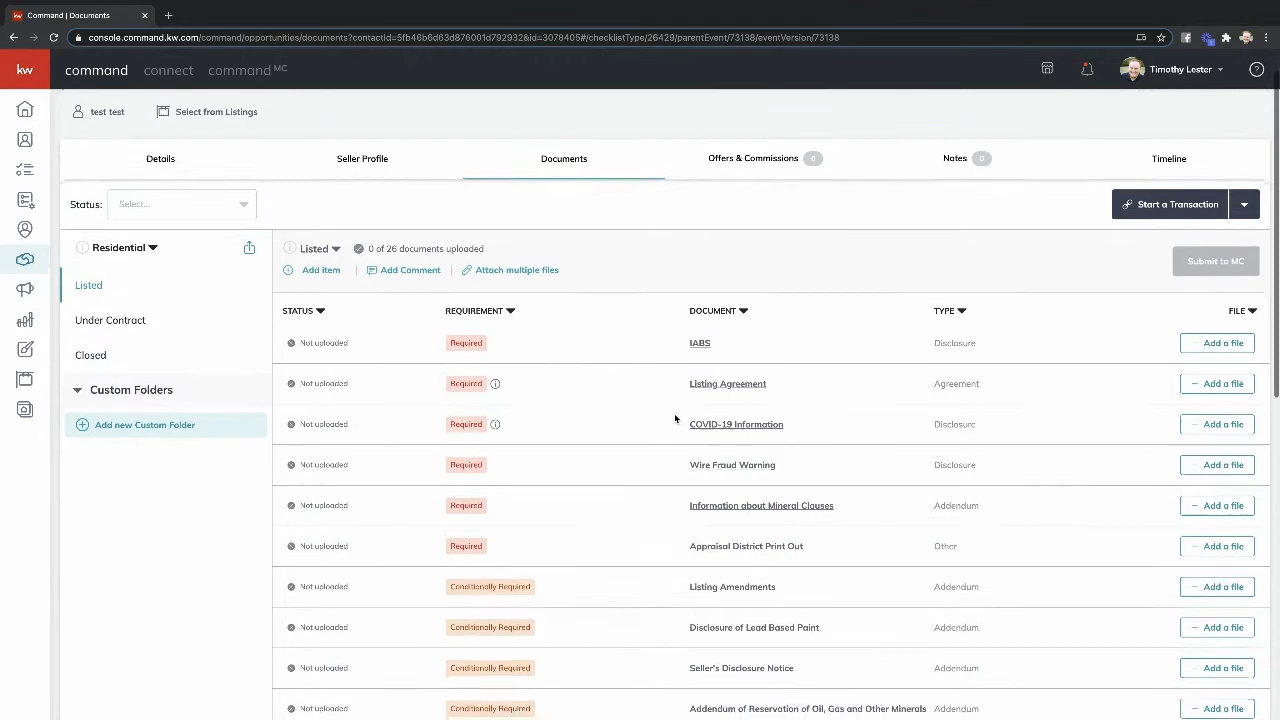 Command | Documents
console.command.kw.com/command/opportunities/documents?contactId=5fb46b6d63d876001d792932&id=3078405#/checklistType/26429/parentEvent/73138/eventVersion/73138
kw command connect command MC Timothy Lester
test test Select from Listings
Details Seller Profile Documents Offers & Commissions 0 Notes 0 Timeline
Status: Select... Start a Transaction
Residential Listed 0 of 26 documents uploaded
Add item | Add Comment | Attach multiple files Submit to MC
Listed
Under Contract
Closed
Custom Folders
Add new Custom Folder
STATUS REQUIREMENT DOCUMENT TYPE FILE
Not uploaded Required IABS Disclosure Add a file
Not uploaded Required Listing Agreement Agreement Add a file
Not uploaded Required COVID-19 Information Disclosure Add a file
Not uploaded Required Wire Fraud Warning Disclosure Add a file
Not uploaded Required Information about Mineral Clauses Addendum Add a file
Not uploaded Required Appraisal District Print Out Other Add a file
Not uploaded Conditionally Required Listing Amendments Addendum Add a file
Not uploaded Conditionally Required Disclosure of Lead Based Paint Addendum Add a file
Not uploaded Conditionally Required Seller's Disclosure Notice Addendum Add a file
Not uploaded Conditionally Required Addendum of Reservation of Oil, Gas and Other Minerals Addendum Add a file